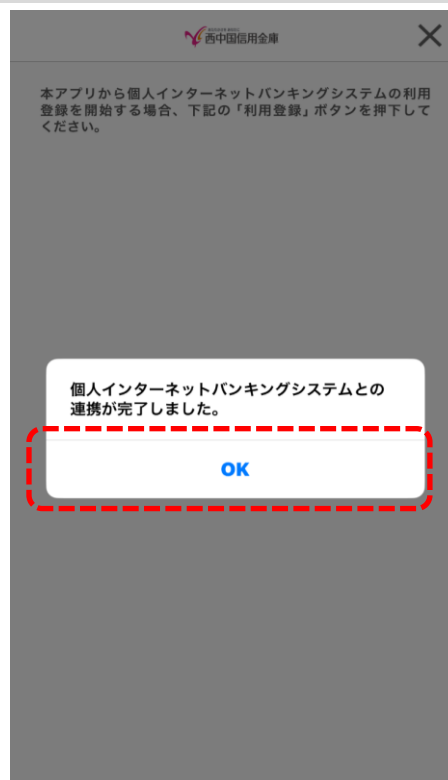 西中国信用金庫
本アプリから個人インターネットバンキングシステムの利用
登録を開始する場合、下記の「利用登録」ボタンを押下して
ください。
個人インターネットバンキングシステムとの
連携が完了しました。
OK